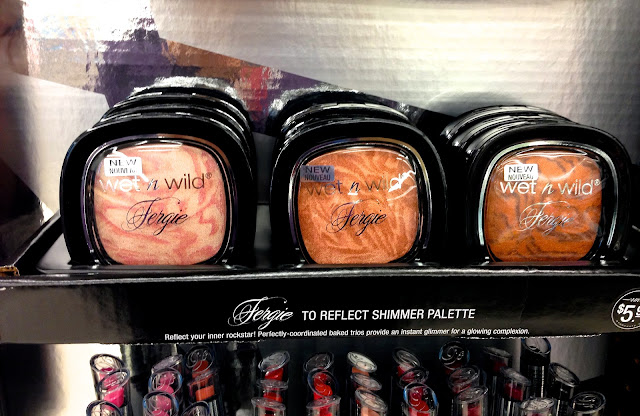 NEW
NOUVEAU
wet n wild®
Fergie
NEW
NOUVEAU
wet n wild
Fergie
NEW
NOUVEAU
wet n wild®
Fergie
Fergie TO REFLECT SHIMMER PALETTE
Reflect your inner rockstar! Perfectly-coordinated baked trios provide an instant glimmer for a glowing complexion.